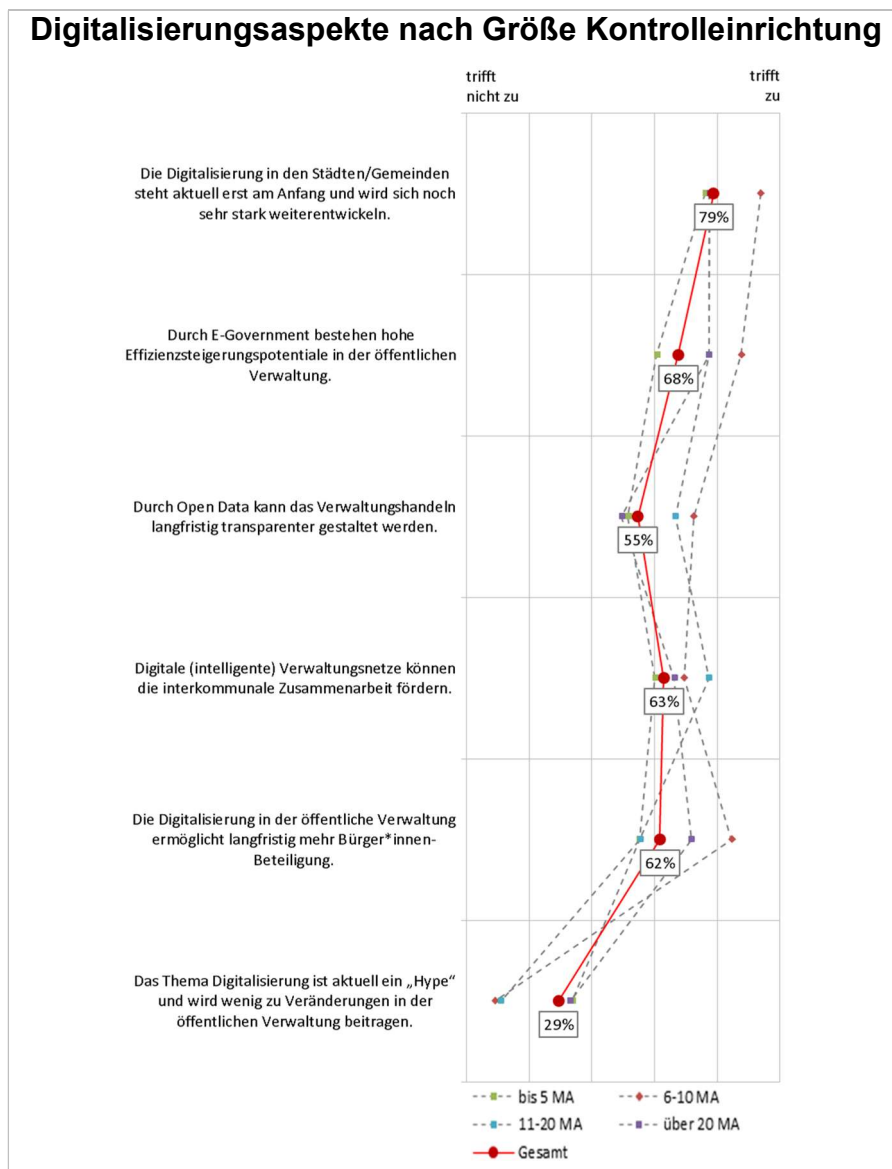 Digitalisierungsaspekte nach Größe Kontrolleinrichtung
trifft
nicht zu
trifft
zu
Die Digitalisierung in den Städten/Gemeinden
steht aktuell erst am Anfang und wird sich noch
sehr stark weiterentwickeln.
79%
Durch E-Government bestehen hohe
Effizienzsteigerungspotentiale in der öffentlichen
Verwaltung.
68%
Durch Open Data kann das Verwaltungshandeln
langfristig transparenter gestaltet werden.
55%
Digitale (intelligente) Verwaltungsnetze können
die interkommunale Zusammenarbeit fördern.
63%
Die Digitalisierung in der öffentliche Verwaltung
ermöglicht langfristig mehr Bürger*innen-
Beteiligung.
62%
Das Thema Digitalisierung ist aktuell ein „Hype“
und wird wenig zu Veränderungen in der
öffentlichen Verwaltung beitragen.
29%
bis 5 MA
6-10 MA
11-20 MA
über 20 MA
Gesamt